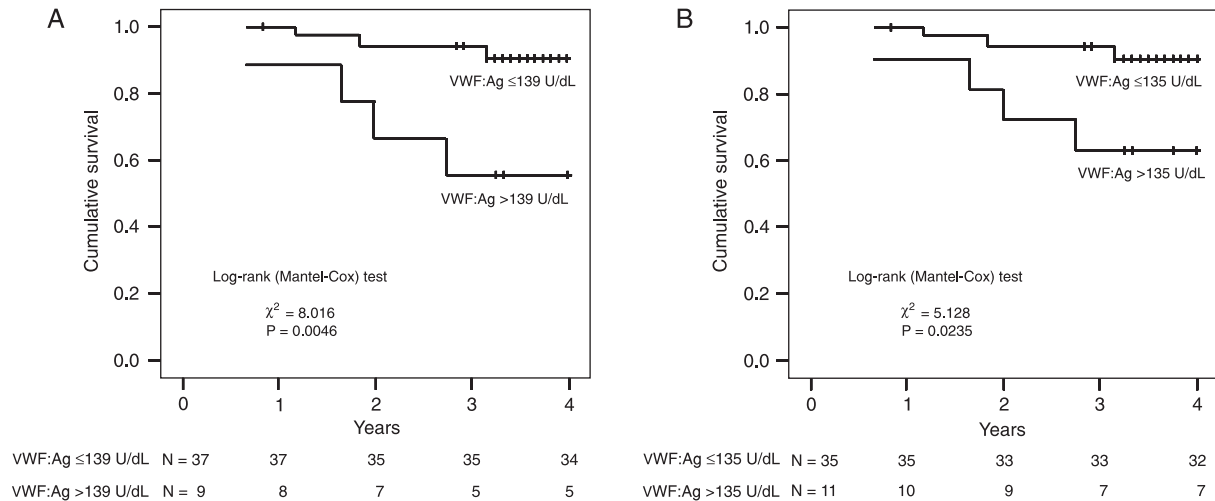 A
Cumulative survival
1.0
0.8
0.6
0.4
0.2
0.0
VWF:Ag ≤139 U/dL
VWF:Ag >139 U/dL
Log-rank (Mantel-Cox) test
χ² = 8.016
P = 0.0046
0 1 2 3 4
Years
VWF:Ag ≤139 U/dL N = 37 37 35 35 34
VWF:Ag >139 U/dL N = 9 8 7 5 5
B
Cumulative survival
1.0
0.8
0.6
0.4
0.2
0.0
VWF:Ag ≤135 U/dL
VWF:Ag >135 U/dL
Log-rank (Mantel-Cox) test
χ² = 5.128
P = 0.0235
0 1 2 3 4
Years
VWF:Ag ≤135 U/dL N = 35 35 33 33 32
VWF:Ag >135 U/dL N = 11 10 9 7 7